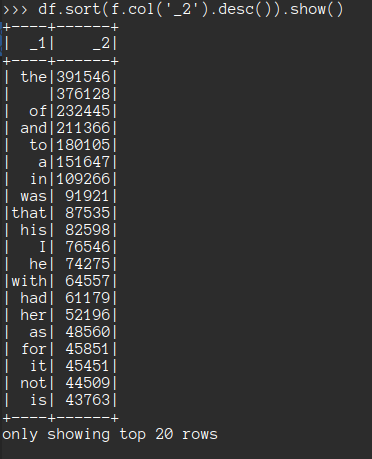 >>> df.sort(f.col('_2').desc()).show()
+----+------+
|  _1|    _2|
+----+------+
| the|391546|
|    |376128|
|  of|232445|
| and|211366|
|  to|180105|
|   a|151647|
|  in|109266|
| was| 91921|
|that| 87535|
| his| 82598|
|   I| 76546|
|  he| 74275|
|with| 64557|
| had| 61179|
| her| 52196|
|  as| 48560|
| for| 45851|
|  it| 45451|
| not| 44509|
|  is| 43763|
+----+------+
only showing top 20 rows